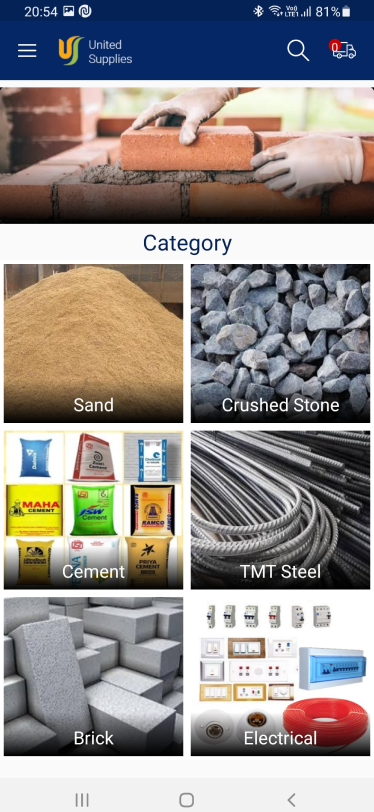 20:54
81%
United
Supplies
0
Category
Sand
Crushed Stone
MAHA
CEMENT
JSW
Cement
RAMCO
PRIYA
CEMENT
Cement
TMT Steel
Brick
Electrical